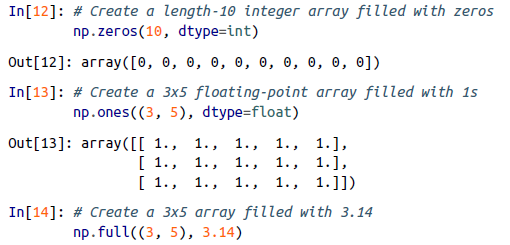 In[12]: # Create a length-10 integer array filled with zeros
        np.zeros(10, dtype=int)
Out[12]: array([0, 0, 0, 0, 0, 0, 0, 0, 0, 0])
In[13]: # Create a 3x5 floating-point array filled with 1s
        np.ones((3, 5), dtype=float)
Out[13]: array([[ 1.,  1.,  1.,  1.,  1.],
                [ 1.,  1.,  1.,  1.,  1.],
                [ 1.,  1.,  1.,  1.,  1.]])
In[14]: # Create a 3x5 array filled with 3.14
        np.full((3, 5), 3.14)